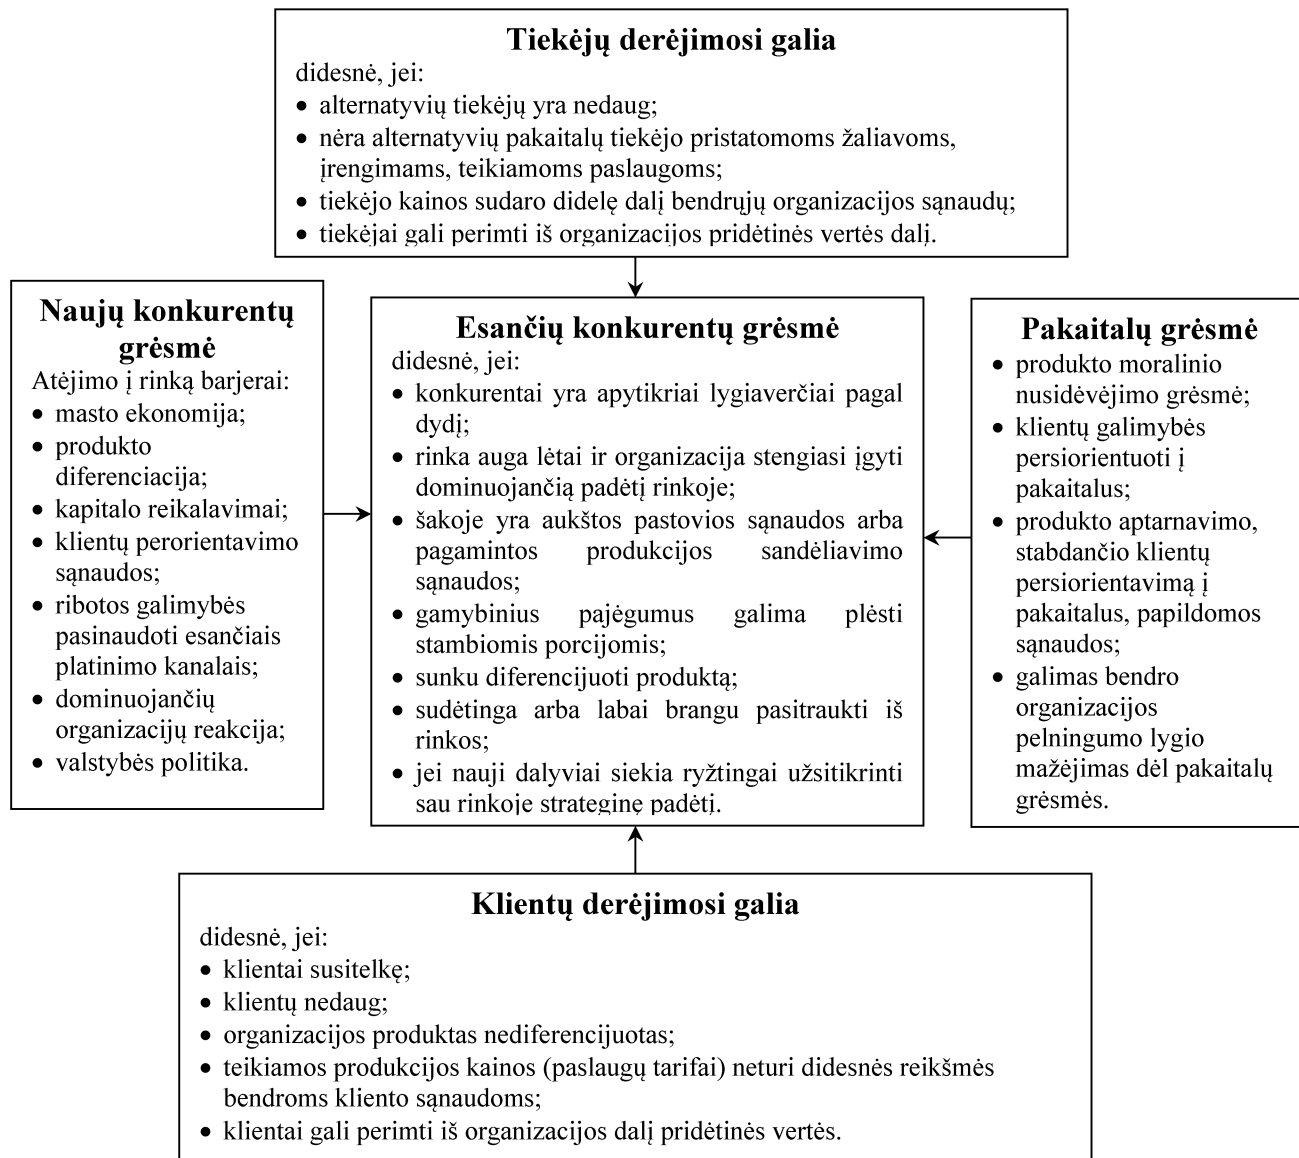 Tiekėjų derėjimosi galia
didesnė, jei:
• alternatyvių tiekėjų yra nedaug;
• nėra alternatyvių pakaitalų tiekėjo pristatomoms žaliavoms,
įrengimams, teikiamoms paslaugoms;
• tiekėjo kainos sudaro didelę dalį bendrųjų organizacijos sąnaudų;
• tiekėjai gali perimti iš organizacijos pridėtinės vertės dalį.
Naujų konkurentų
grėsmė
Atėjimo į rinką barjerai:
• masto ekonomija;
• produkto
diferenciacija;
• kapitalo reikalavimai;
• klientų perorientavimo
sąnaudos;
• ribotos galimybės
pasinaudoti esančiais
platinimo kanalais;
• dominuojančių
organizacijų reakcija;
• valstybės politika.
Esančių konkurentų grėsmė
didesnė, jei:
• konkurentai yra apytikriai lygiaverčiai pagal
dydį;
• rinka auga lėtai ir organizacija stengiasi įgyti
dominuojančią padėtį rinkoje;
• šakoje yra aukštos pastovios sąnaudos arba
pagamintos produkcijos sandėliavimo
sąnaudos;
• gamybinius pajėgumus galima plėsti
stambiomis porcijomis;
• sunku diferencijuoti produktą;
• sudėtinga arba labai brangu pasitraukti iš
rinkos;
• jei nauji dalyviai siekia ryžtingai užsitikrinti
sau rinkoje strateginę padėtį.
Pakaitalų grėsmė
• produkto moralinio
nusidėvėjimo grėsmė;
• klientų galimybės
persiorientuoti į
pakaitalus;
• produkto aptarnavimo,
stabdančio klientų
persiorientavimą į
pakaitalus, papildomos
sąnaudos;
• galimas bendro
organizacijos
pelningumo lygio
mažėjimas dėl pakaitalų
grėsmės.
Klientų derėjimosi galia
didesnė, jei:
• klientai susitelkę;
• klientų nedaug;
• organizacijos produktas nediferencijuotas;
• teikiamos produkcijos kainos (paslaugų tarifai) neturi didesnės reikšmės
bendroms kliento sąnaudoms;
• klientai gali perimti iš organizacijos dalį pridėtinės vertės.